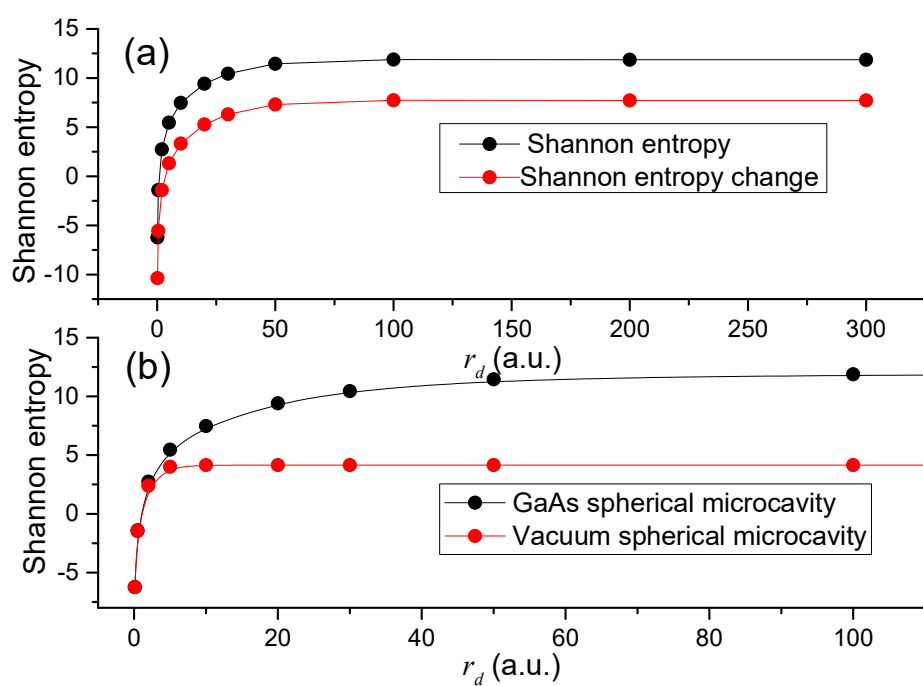 (a)
Shannon entropy
15
10
5
0
-5
-10
Shannon entropy
Shannon entropy change
0 50 100 150 200 250 300
r_d (a.u.)
(b)
Shannon entropy
15
10
5
0
-5
GaAs spherical microcavity
Vacuum spherical microcavity
0 20 40 60 80 100
r_d (a.u.)